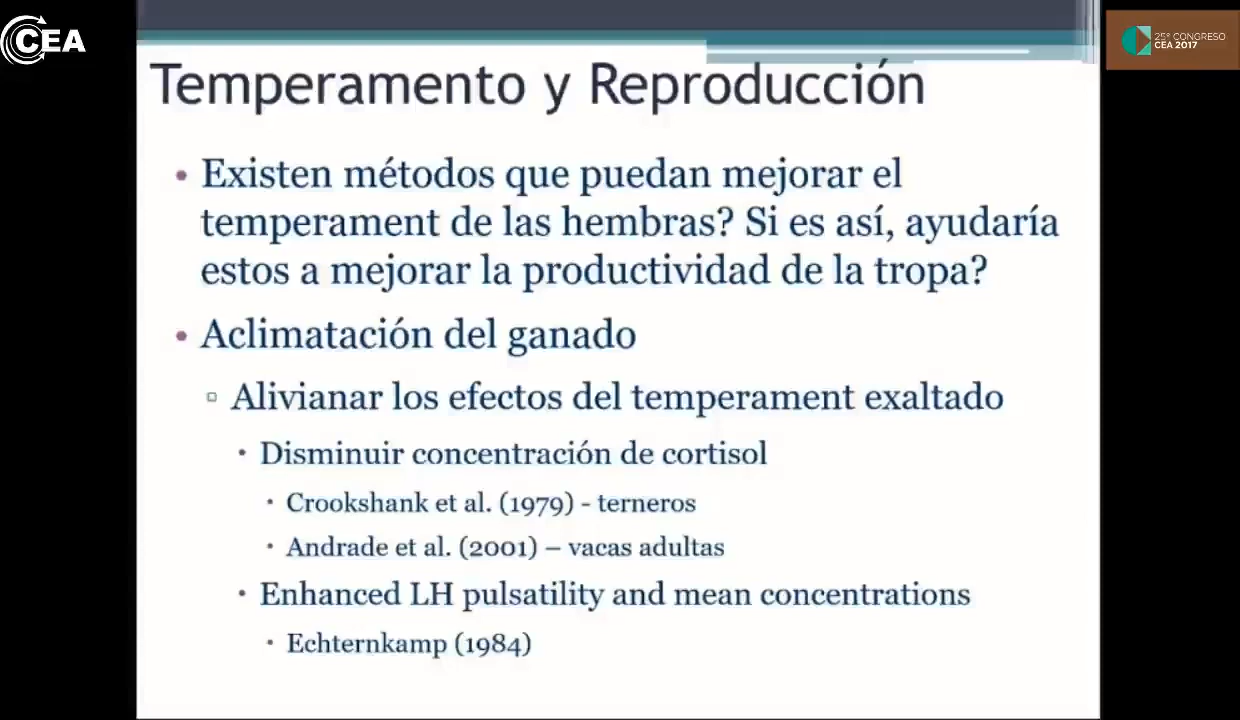 CEA
25º CONGRESO
CEA 2017
Temperamento y Reproducción
• Existen métodos que puedan mejorar el
temperament de las hembras? Si es así, ayudaría
estos a mejorar la productividad de la tropa?
• Aclimatación del ganado
▫ Alivianar los efectos del temperament exaltado
• Disminuir concentración de cortisol
• Crookshank et al. (1979) - terneros
• Andrade et al. (2001) – vacas adultas
• Enhanced LH pulsatility and mean concentrations
• Echternkamp (1984)